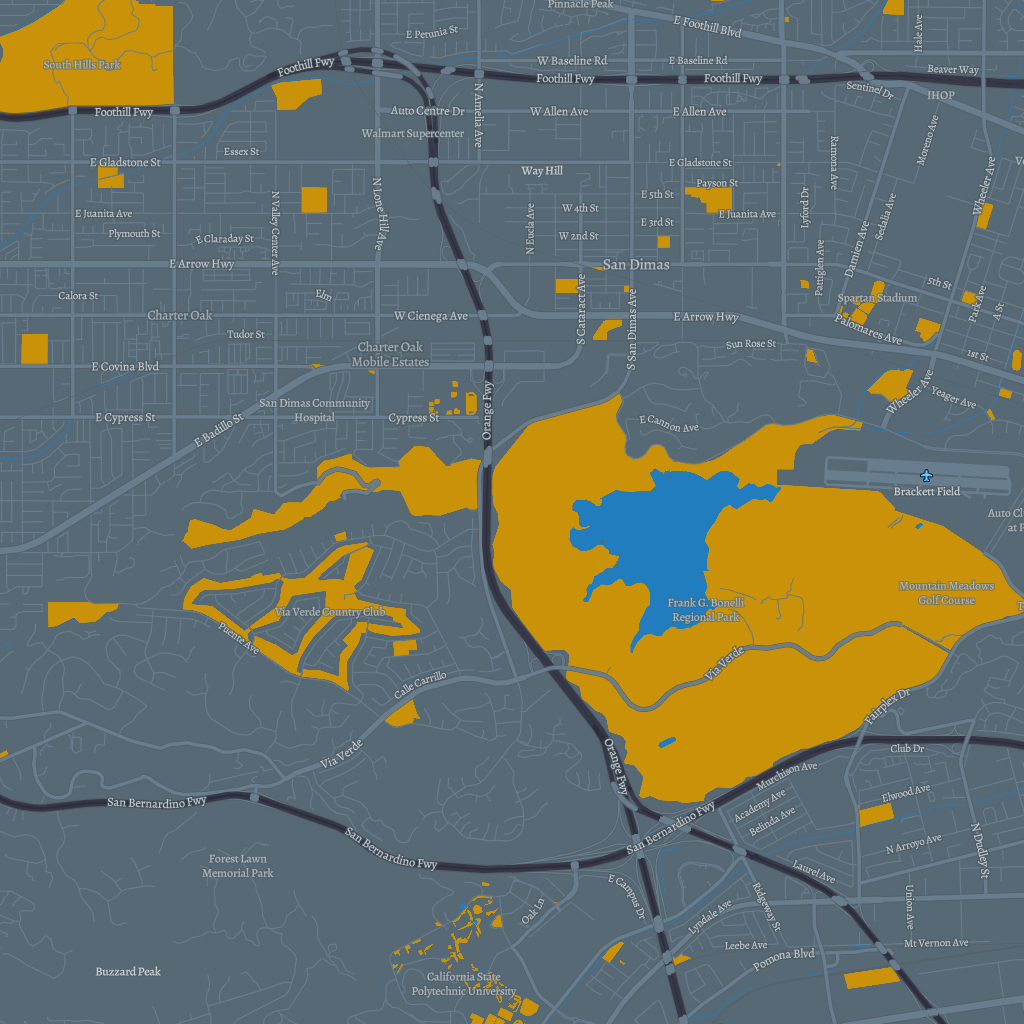 Pinnacle Peak
E Petunia St
E Foothill Blvd
Hale Ave
South Hills Park
Foothill Fwy
W Baseline Rd
E Baseline Rd
Foothill Fwy
Foothill Fwy
Beaver Way
Sentinel Dr
IHOP
Foothill Fwy
Auto Centre Dr
N Amelia Ave
W Allen Ave
E Allen Ave
Walmart Supercenter
Moreno Ave
Essex St
E Gladstone St
Way Hill
E Gladstone St
Ramona Ave
Wheeler Ave
Payson St
E 5th St
N Valley Center Ave
N Lone Hill Ave
E Juanita Ave
W 4th St
E 3rd St
E Juanita Ave
Lyford Dr
Sedalia Ave
N Eucla Ave
Plymouth St
E Claraday St
W 2nd St
Damien Ave
Pattiglen Ave
E Arrow Hwy
San Dimas
5th St
Calora St
Elm
Spartan Stadium
Park Ave
A St
Charter Oak
W Cienega Ave
S Cataract Ave
S San Dimas Ave
E Arrow Hwy
Palomares Ave
Tudor St
Charter Oak
Mobile Estates
Sun Rose St
1st St
E Covina Blvd
Wheeler Ave
Yeager Ave
San Dimas Community
Hospital
Cypress St
Orange Fwy
E Cypress St
E Badillo St
E Cannon Ave
Brackett Field
Auto Cl
at F
Mountain Meadows
Golf Course
Frank G. Bonelli
Regional Park
Via Verde Country Club
Puente Ave
Via Verde
Calle Carrillo
Fairplex Dr
Via Verde
Orange Fwy
Club Dr
Murchison Ave
San Bernardino Fwy
Academy Ave
Elwood Ave
Belinda Ave
San Bernardino Fwy
San Bernardino Fwy
N Arroyo Ave
N Dudley St
Forest Lawn
Memorial Park
Laurel Ave
E Campus Dr
Ridgeway St
Union Ave
Oak Ln
Lyndale Ave
Leebe Ave
Mt Vernon Ave
Pomona Blvd
Buzzard Peak
California State
Polytechnic University